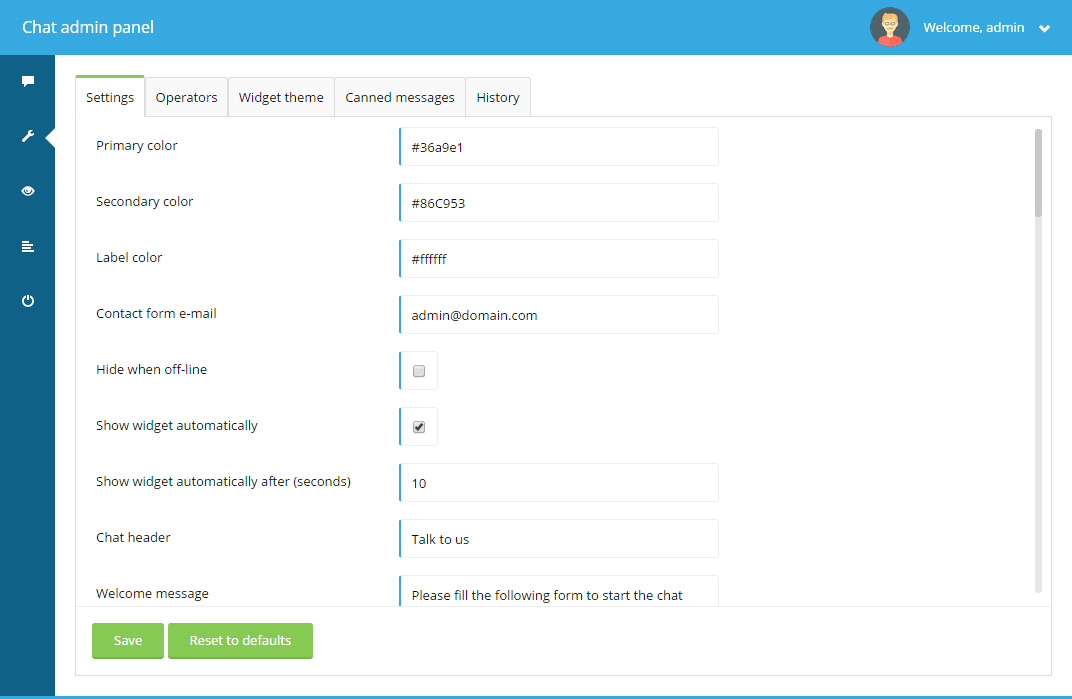 Chat admin panel
Welcome, admin
Settings Operators Widget theme Canned messages History
Primary color #36a9e1
Secondary color #86C953
Label color #ffffff
Contact form e-mail admin@domain.com
Hide when off-line
Show widget automatically
Show widget automatically after (seconds) 10
Chat header Talk to us
Welcome message Please fill the following form to start the chat
Save Reset to defaults